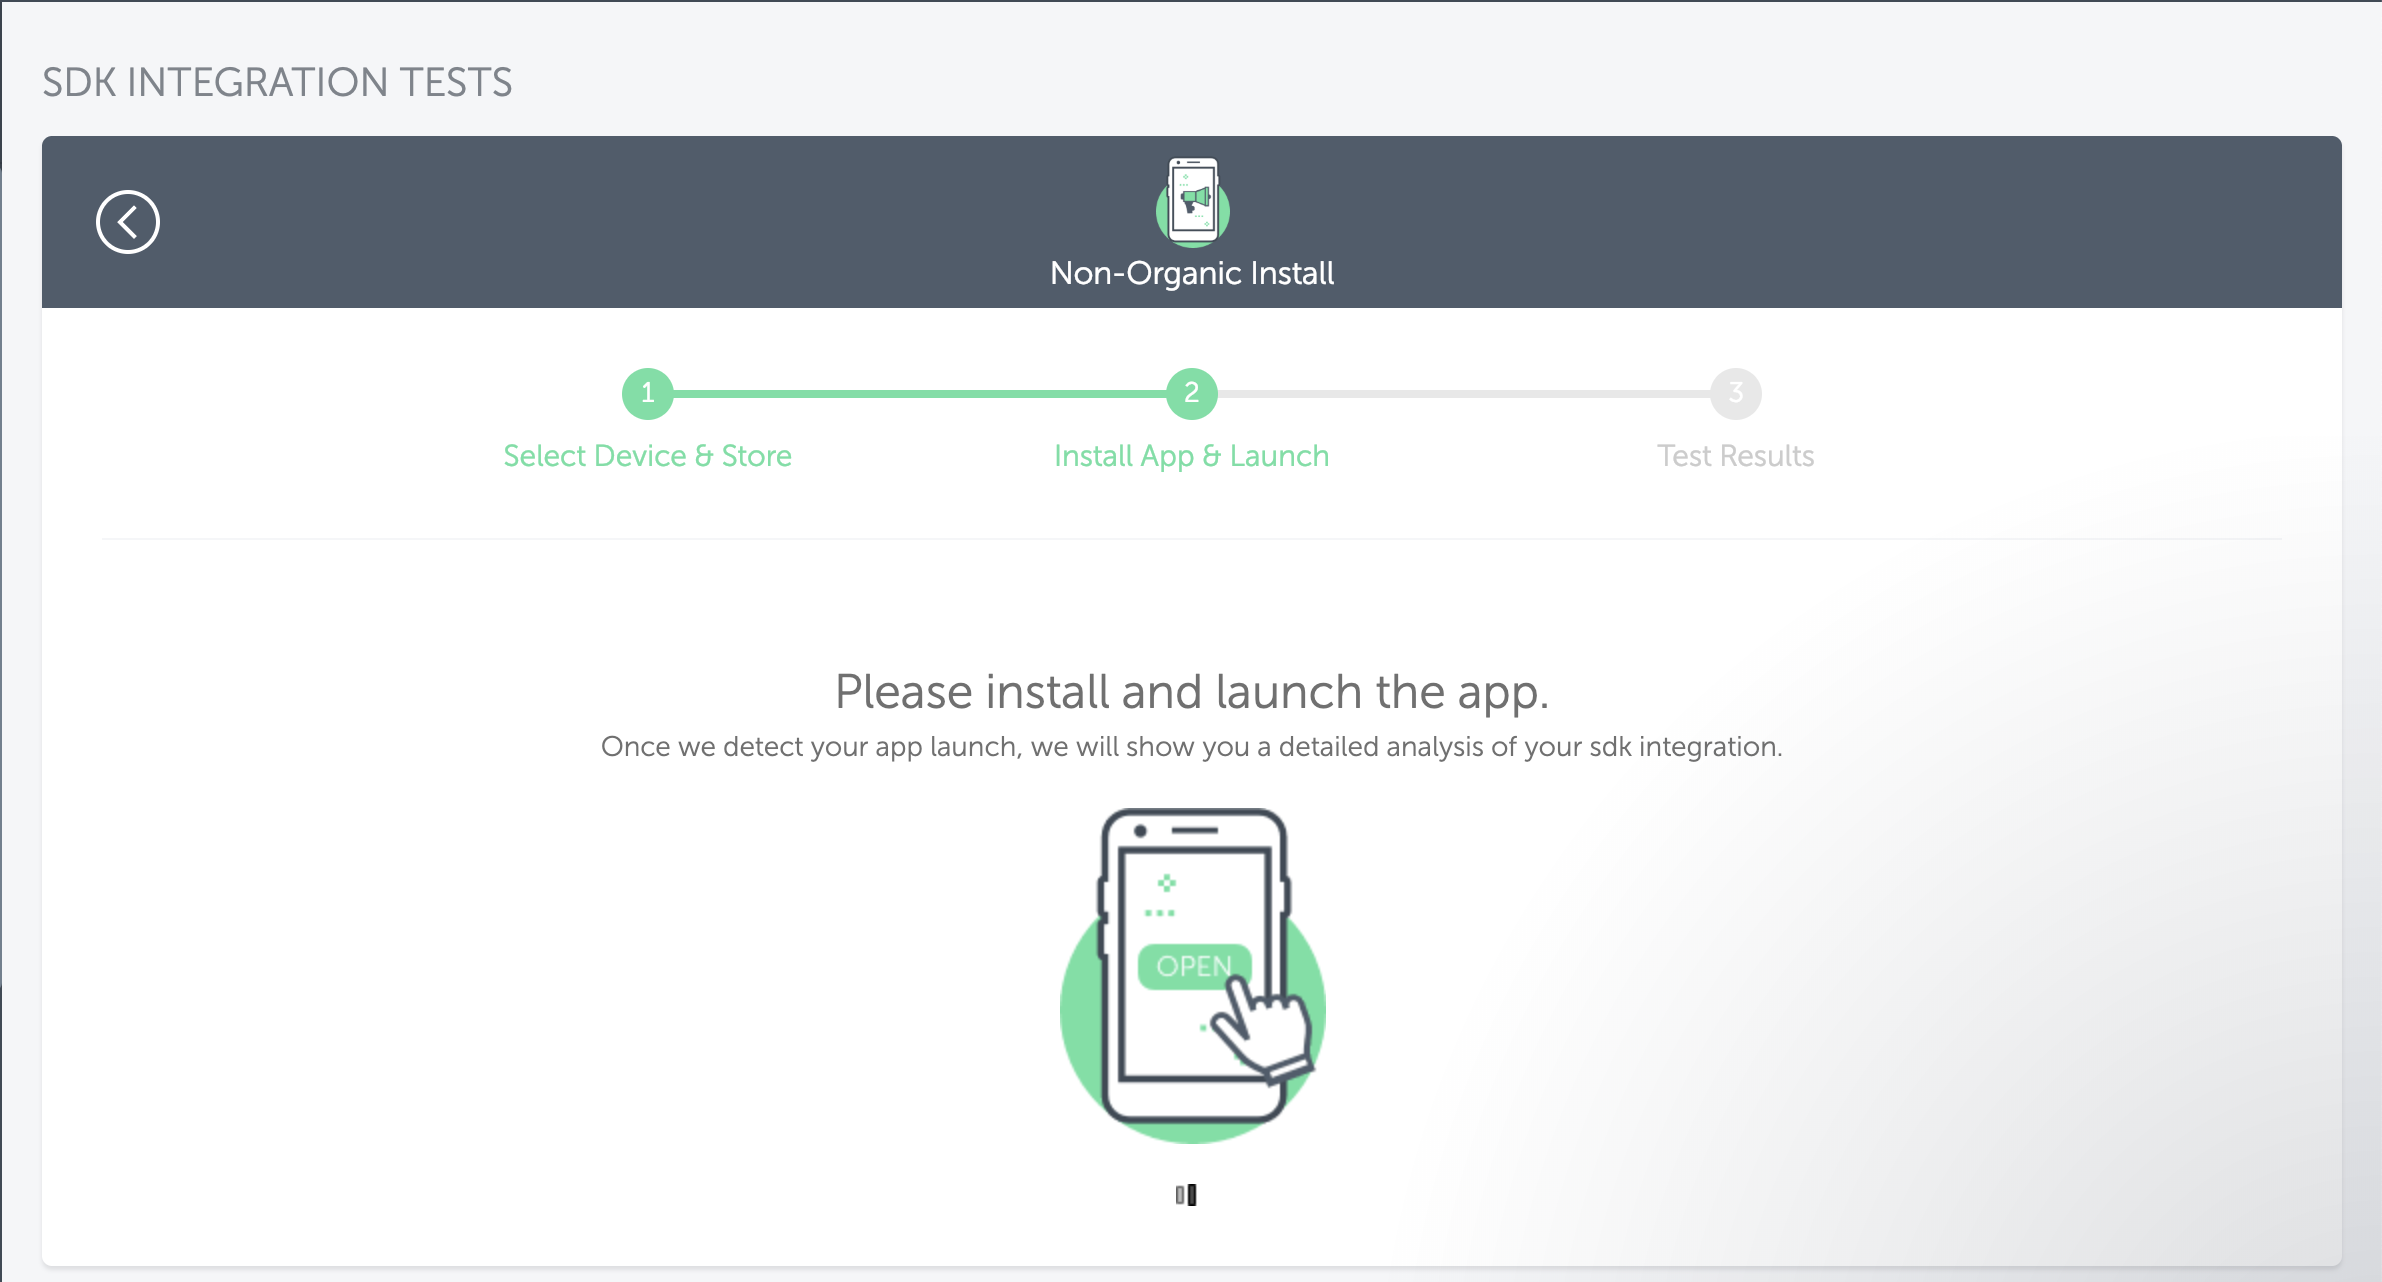 SDK INTEGRATION TESTS
Non-Organic Install
1
2
3
Select Device & Store
Install App & Launch
Test Results
Please install and launch the app.
Once we detect your app launch, we will show you a detailed analysis of your sdk integration.
OPEN